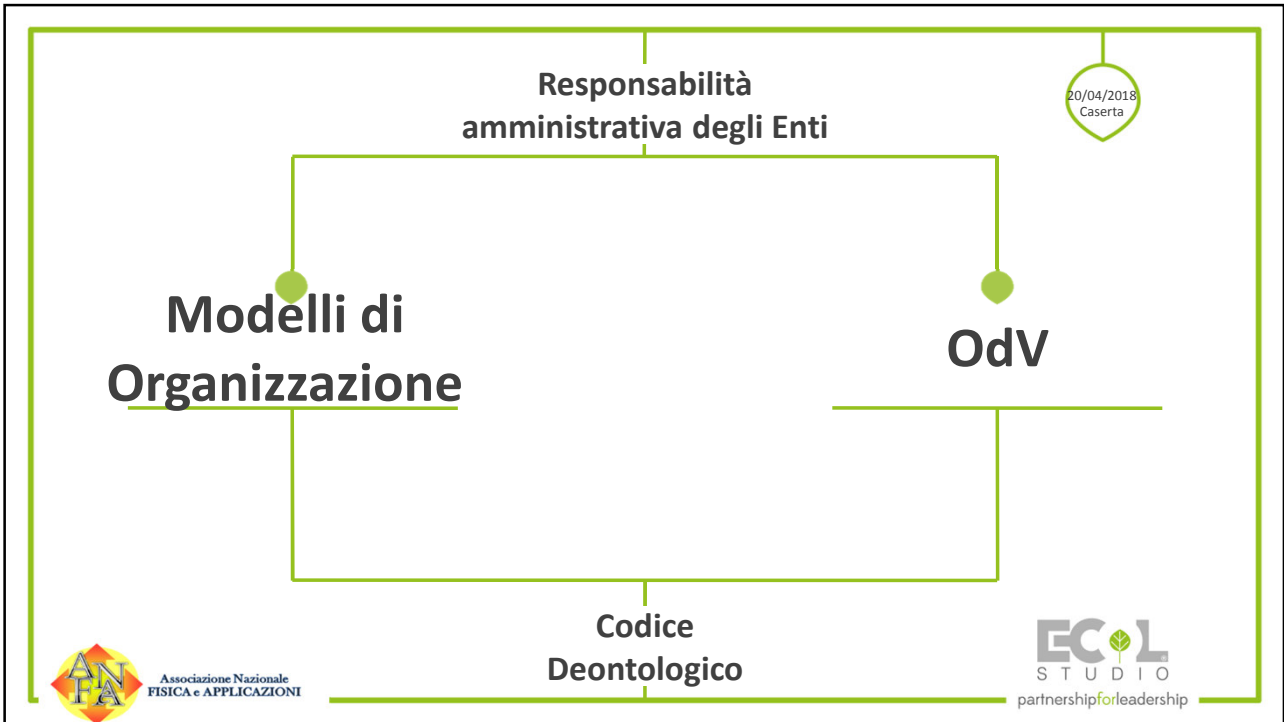 Responsabilità
amministrativa degli Enti
20/04/2018
Caserta
Modelli di
Organizzazione
OdV
Codice
Deontologico
ANFA
Associazione Nazionale
FISICA e APPLICAZIONI
ECOL
STUDIO
partnershipforleadership